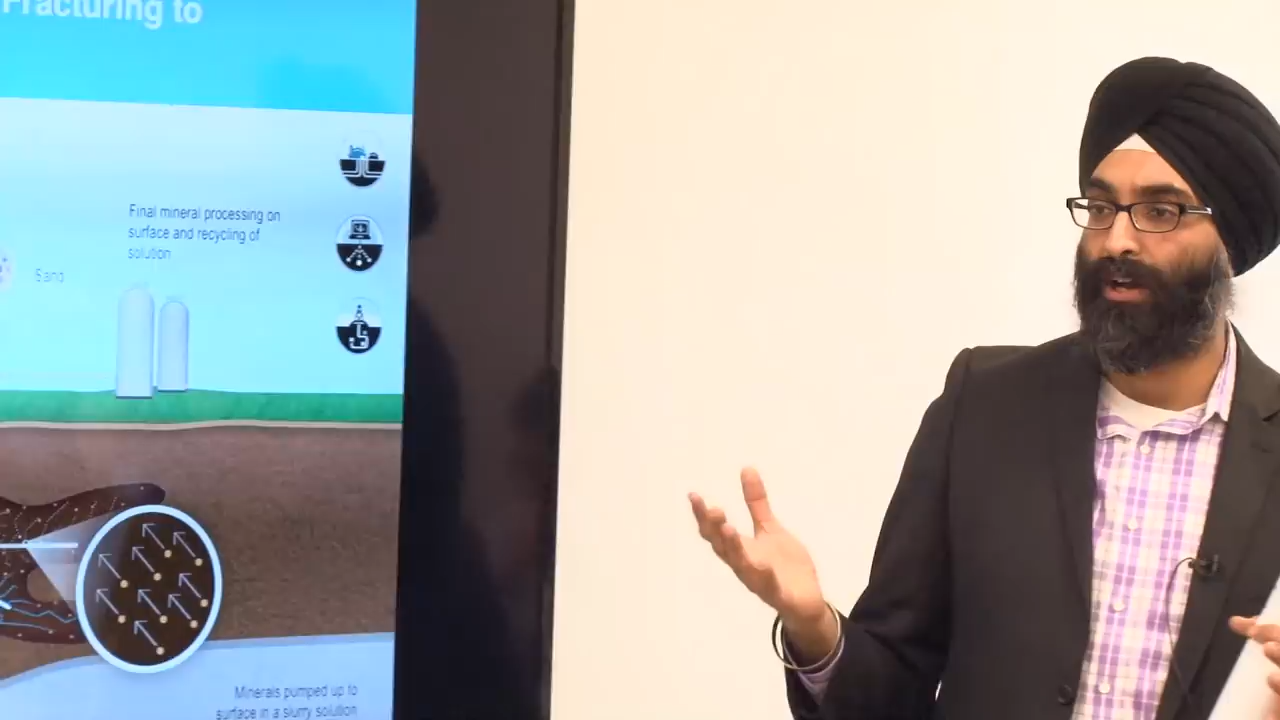 Fracturing to
Final mineral processing on
surface and recycling of
solution
Sand
Minerals pumped up to
surface in a slurry solution